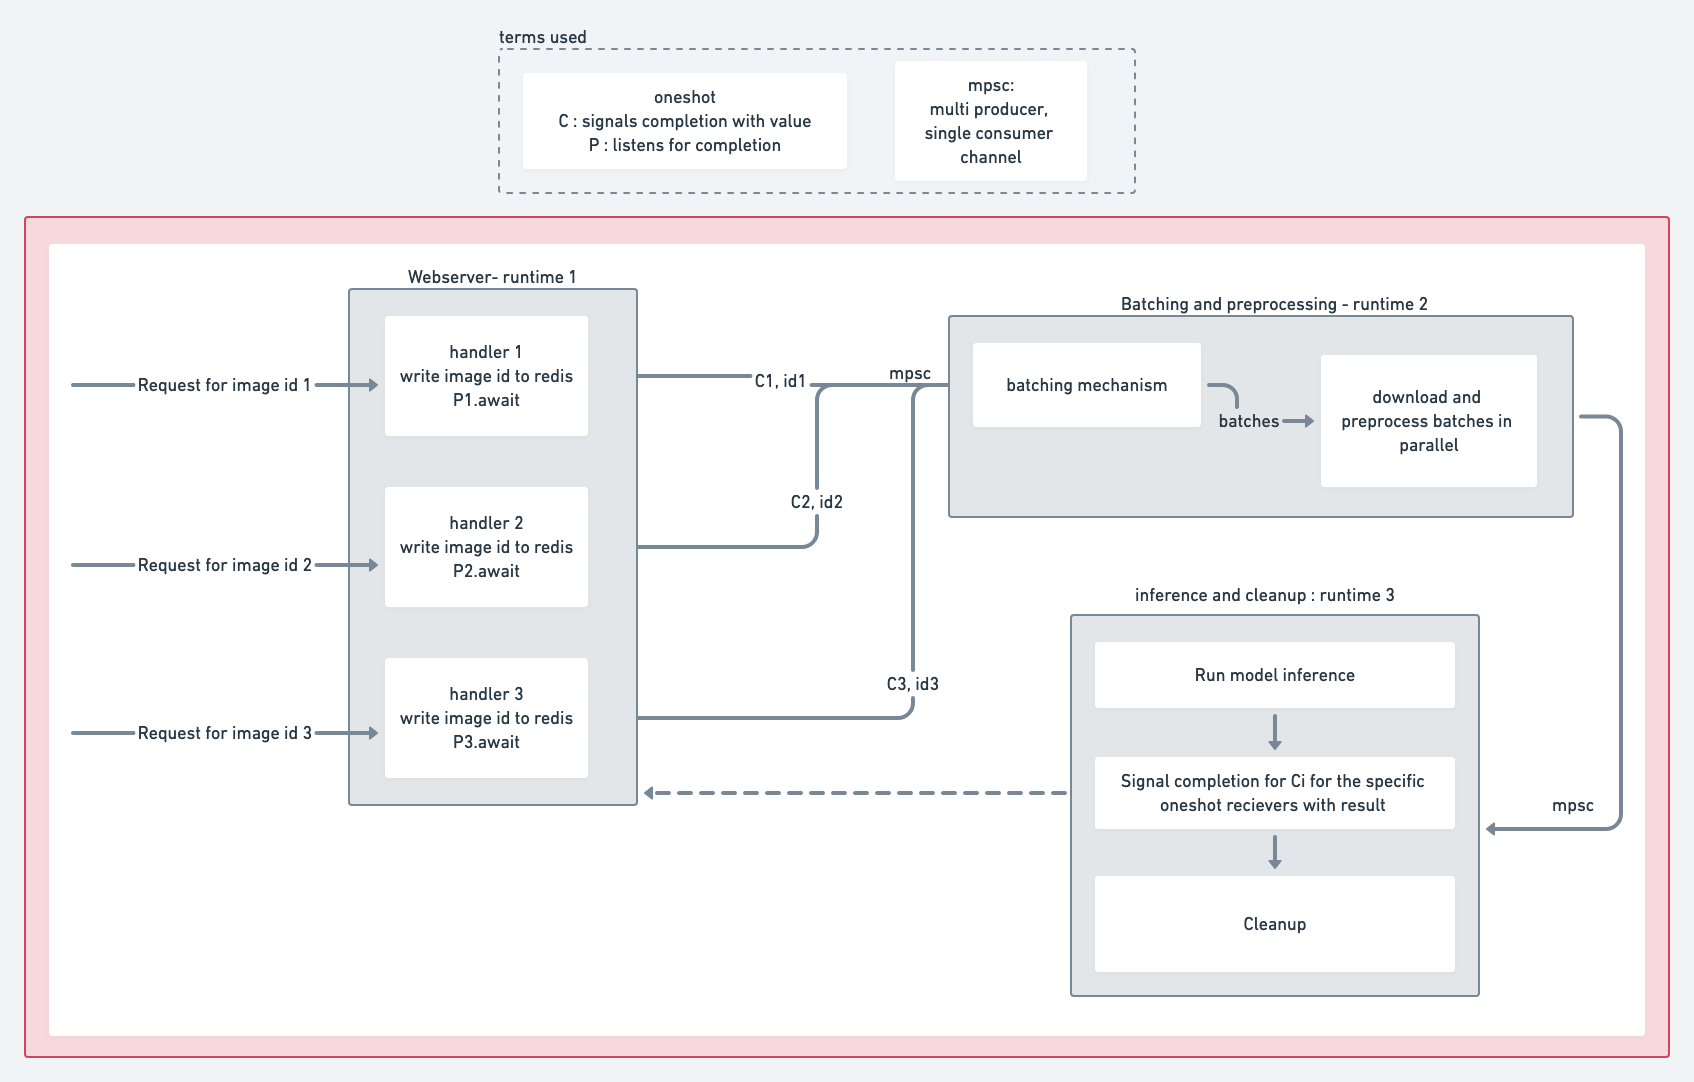 terms used
oneshot
C : signals completion with value
P : listens for completion
mpsc:
multi producer,
single consumer
channel
Webserver- runtime 1
Request for image id 1
handler 1
write image id to redis
P1.await
Request for image id 2
handler 2
write image id to redis
P2.await
Request for image id 3
handler 3
write image id to redis
P3.await
C1, id1
C2, id2
C3, id3
mpsc
Batching and preprocessing - runtime 2
batching mechanism
batches
download and
preprocess batches in
parallel
mpsc
inference and cleanup : runtime 3
Run model inference
Signal completion for Ci for the specific
oneshot recievers with result
Cleanup